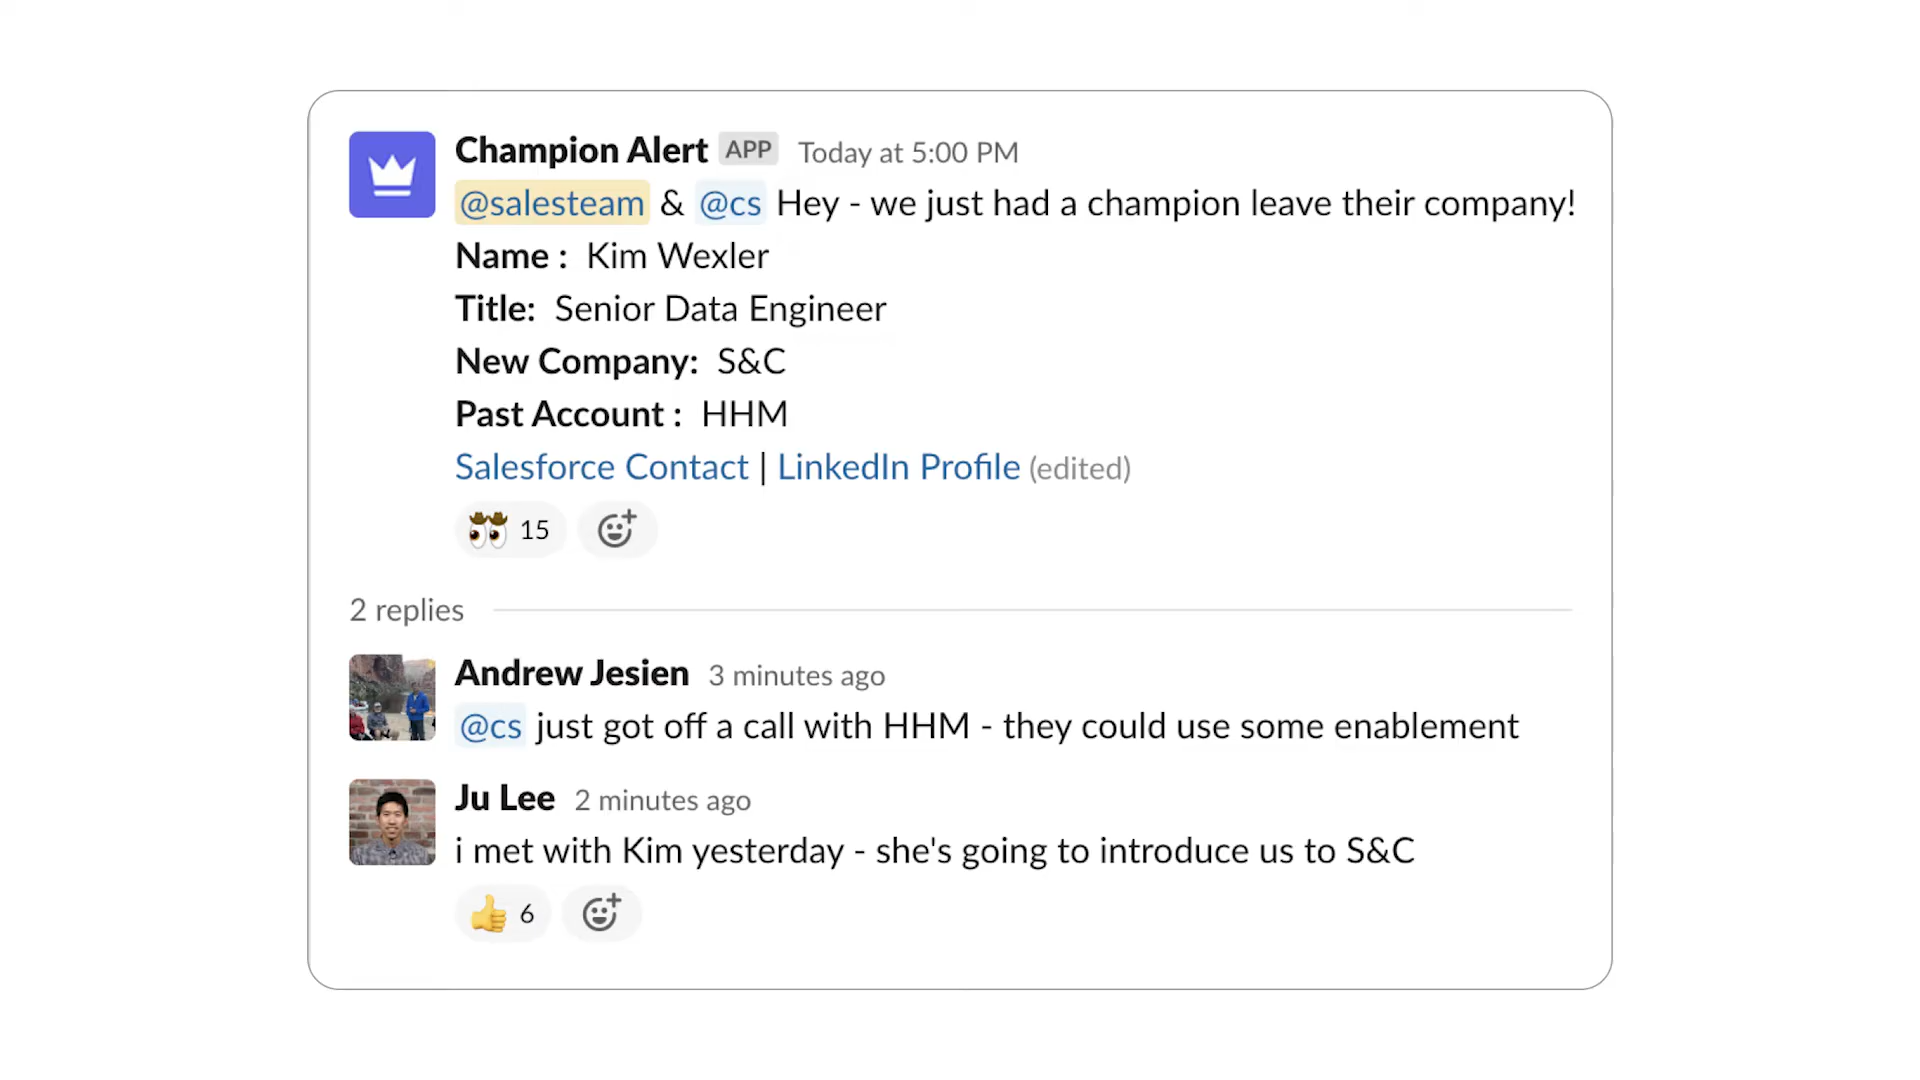 Champion Alert APP Today at 5:00 PM
@salesteam & @cs Hey - we just had a champion leave their company!
Name : Kim Wexler
Title: Senior Data Engineer
New Company: S&C
Past Account : HHM
Salesforce Contact | LinkedIn Profile (edited)
15
2 replies
Andrew Jesien 3 minutes ago
@cs just got off a call with HHM - they could use some enablement
Ju Lee 2 minutes ago
i met with Kim yesterday - she's going to introduce us to S&C
6